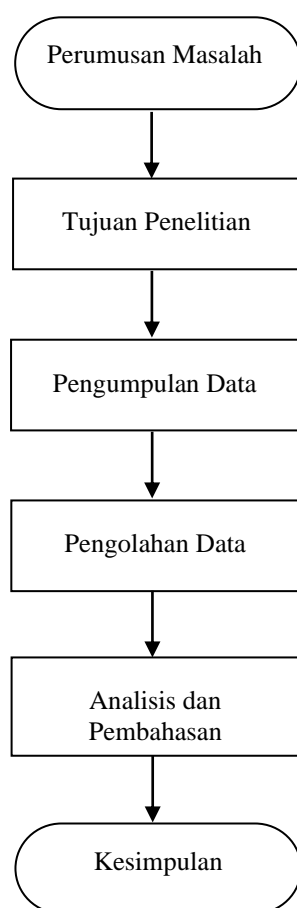 Perumusan Masalah
Tujuan Penelitian
Pengumpulan Data
Pengolahan Data
Analisis dan
Pembahasan
Kesimpulan